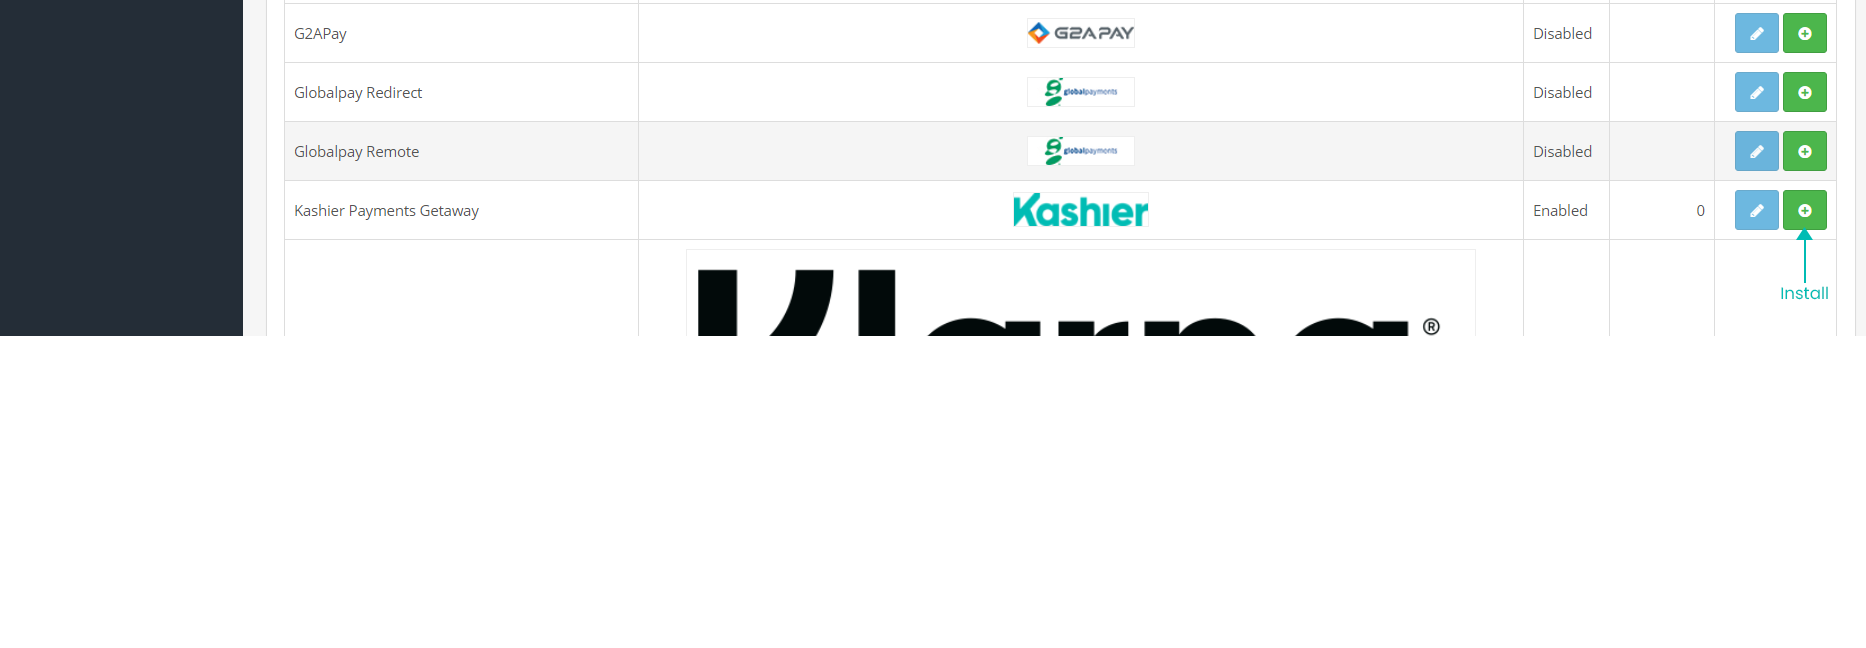 G2APay G2A PAY Disabled
Globalpay Redirect globalpayments Disabled
Globalpay Remote globalpayments Disabled
Kashier Payments Getaway Kashier Enabled 0
Klarna®
Install